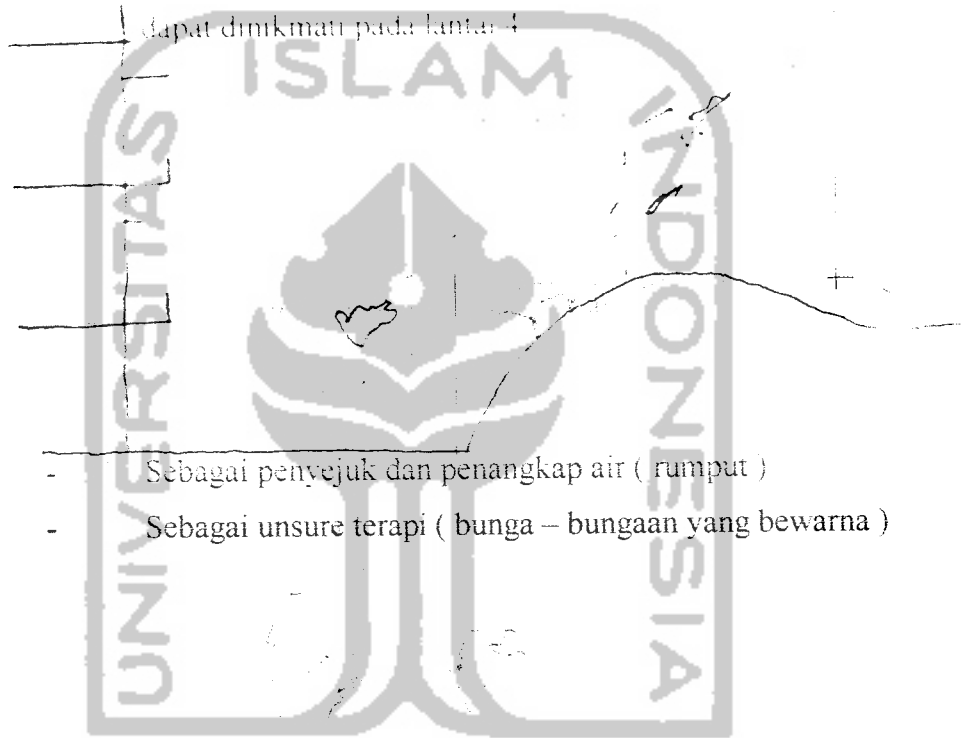 dapat dinikmati pada lantai 4
ISLAM
UNIVERSITAS
INDONESIA
- Sebagai penyejuk dan penangkap air ( rumput )
- Sebagai unsure terapi ( bunga – bungaan yang bewarna )